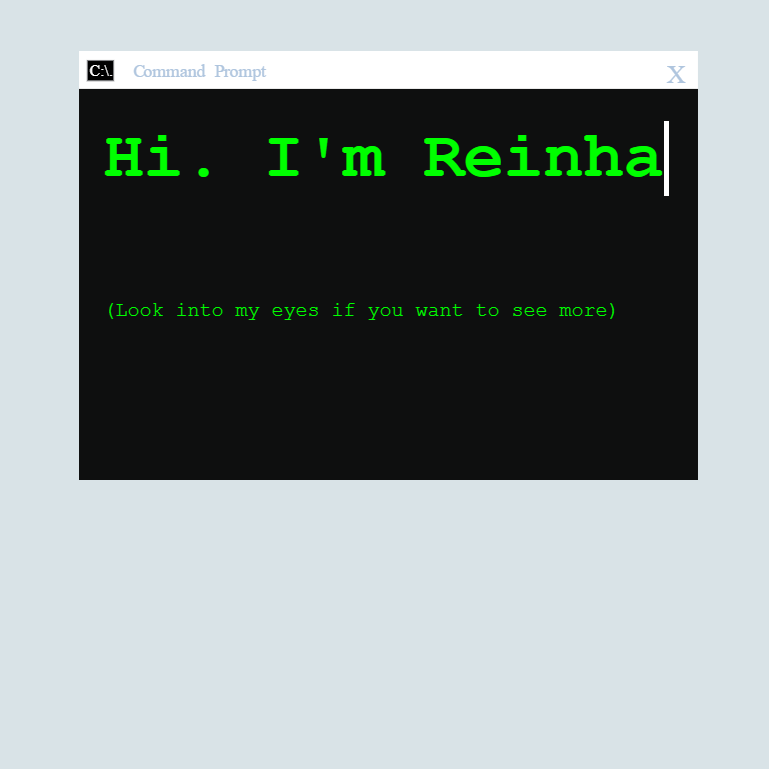 C:\. Command Prompt X
Hi. I'm Reinha
(Look into my eyes if you want to see more)